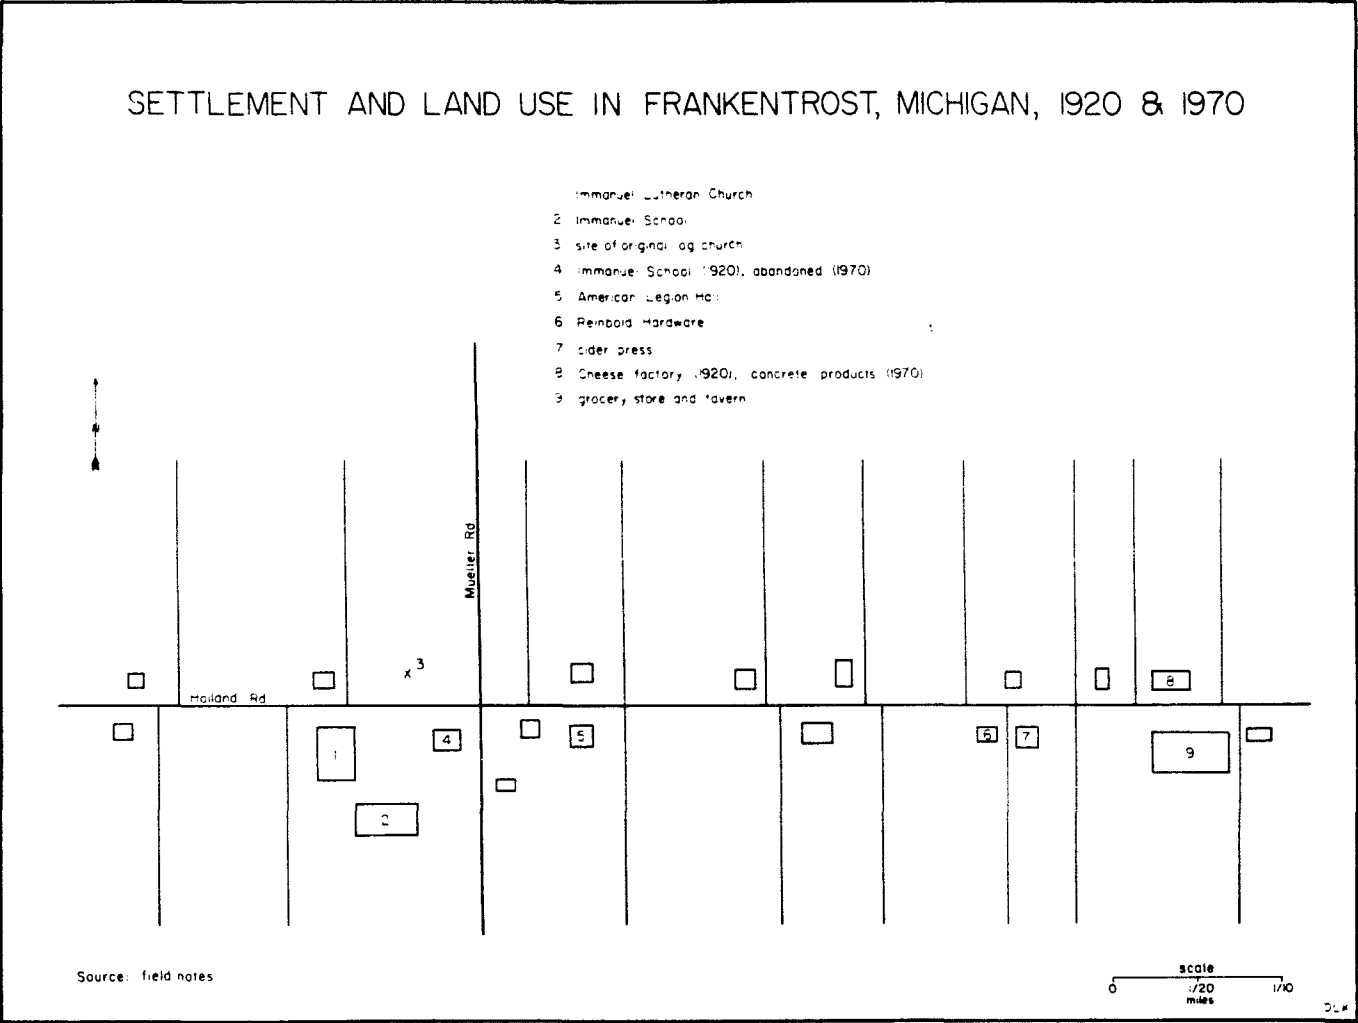 SETTLEMENT AND LAND USE IN FRANKENTROST, MICHIGAN, 1920 & 1970
Immanuel Lutheran Church
2 Immanuel School
3 site of original log church
4 Immanuel School (1920), abandoned (1970)
5 American Legion Hall
6 Reinbold Hardware
7 cider press
8 Cheese factory (1920), concrete products (1970)
9 grocery store and tavern
N
Mueller Rd
x 3
8
Holland Rd
1
4
5
6
7
9
2
Source: field notes
scale
0 1/20 1/10
miles